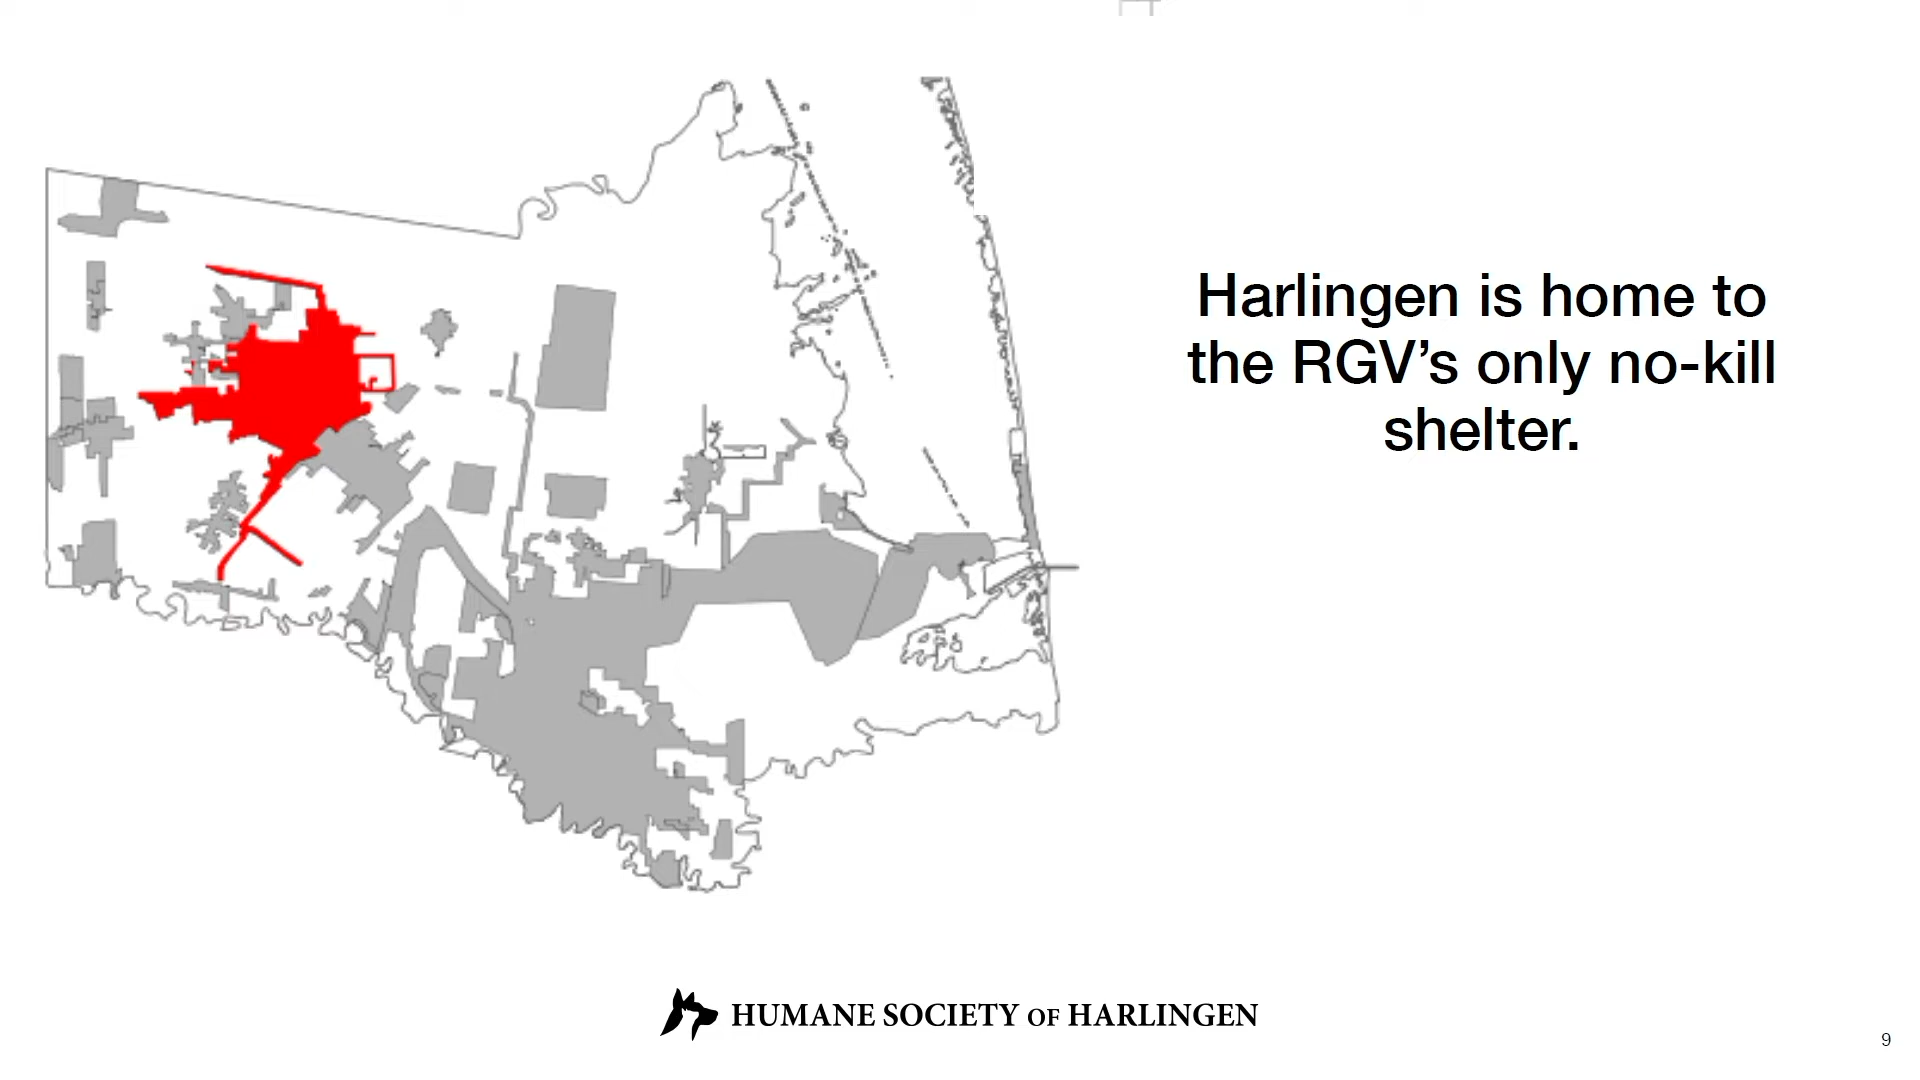 Harlingen is home to
the RGV’s only no-kill
shelter.
HUMANE SOCIETY OF HARLINGEN
9